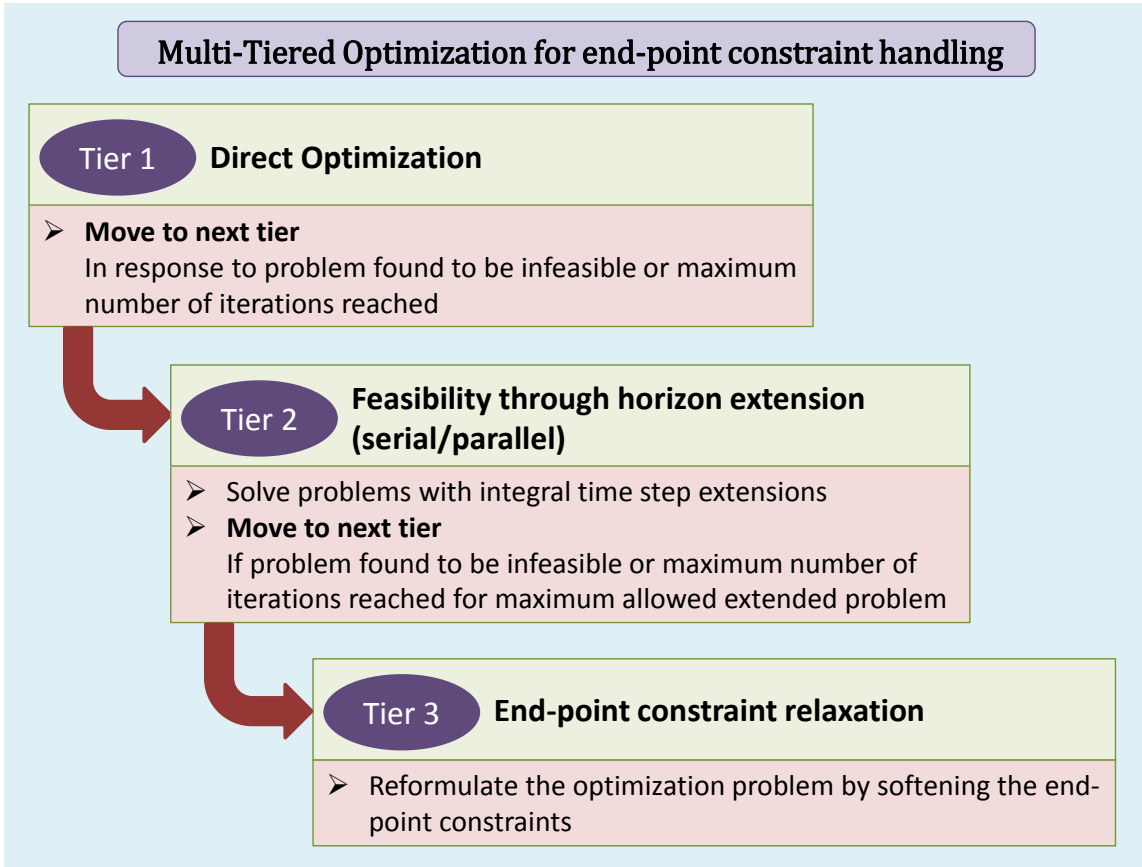 Multi-Tiered Optimization for end-point constraint handling
Tier 1
Direct Optimization
➢ Move to next tier
In response to problem found to be infeasible or maximum
number of iterations reached
Tier 2
Feasibility through horizon extension
(serial/parallel)
➢ Solve problems with integral time step extensions
➢ Move to next tier
If problem found to be infeasible or maximum number of
iterations reached for maximum allowed extended problem
Tier 3
End-point constraint relaxation
➢ Reformulate the optimization problem by softening the end-
point constraints